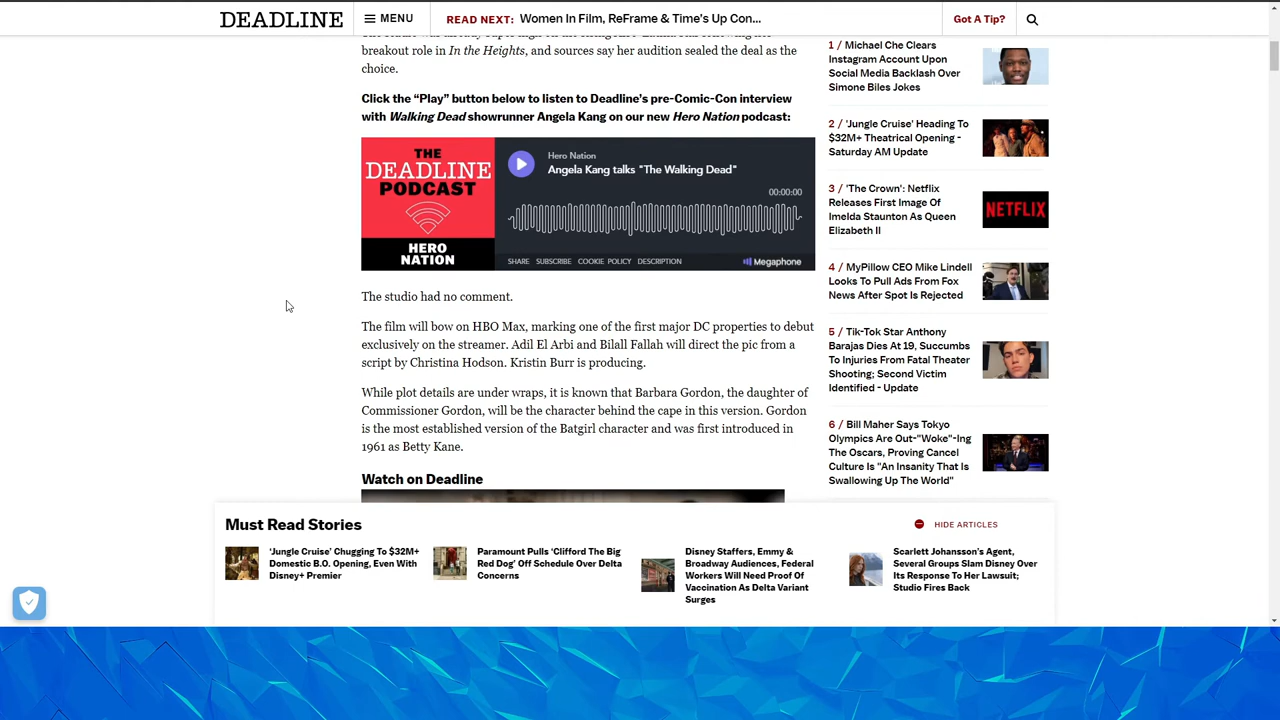 DEADLINE
MENU
READ NEXT: Women In Film, ReFrame & Time's Up Con...
Got A Tip?
breakout role in In the Heights, and sources say her audition sealed the deal as the
choice.
Click the “Play” button below to listen to Deadline’s pre-Comic-Con interview
with Walking Dead showrunner Angela Kang on our new Hero Nation podcast:
THE
DEADLINE
PODCAST
HERO
NATION
Hero Nation
Angela Kang talks "The Walking Dead"
00:00:00
SHARE SUBSCRIBE COOKIE POLICY DESCRIPTION
Megaphone
The studio had no comment.
The film will bow on HBO Max, marking one of the first major DC properties to debut
exclusively on the streamer. Adil El Arbi and Bilall Fallah will direct the pic from a
script by Christina Hodson. Kristin Burr is producing.
While plot details are under wraps, it is known that Barbara Gordon, the daughter of
Commissioner Gordon, will be the character behind the cape in this version. Gordon
is the most established version of the Batgirl character and was first introduced in
1961 as Betty Kane.
Watch on Deadline
1 / Michael Che Clears
Instagram Account Upon
Social Media Backlash Over
Simone Biles Jokes
2 / 'Jungle Cruise' Heading To
$32M+ Theatrical Opening -
Saturday AM Update
3 / 'The Crown': Netflix
Releases First Image Of
Imelda Staunton As Queen
Elizabeth II
NETFLIX
4 / MyPillow CEO Mike Lindell
Looks To Pull Ads From Fox
News After Spot Is Rejected
5 / Tik-Tok Star Anthony
Barajas Dies At 19, Succumbs
To Injuries From Fatal Theater
Shooting; Second Victim
Identified - Update
6 / Bill Maher Says Tokyo
Olympics Are Out-"Woke"-Ing
The Oscars, Proving Cancel
Culture Is "An Insanity That Is
Swallowing Up The World"
Must Read Stories
HIDE ARTICLES
‘Jungle Cruise’ Chugging To $32M+
Domestic B.O. Opening, Even With
Disney+ Premier
Paramount Pulls ‘Clifford The Big
Red Dog’ Off Schedule Over Delta
Concerns
Disney Staffers, Emmy &
Broadway Audiences, Federal
Workers Will Need Proof Of
Vaccination As Delta Variant
Surges
Scarlett Johansson’s Agent,
Several Groups Slam Disney Over
Its Response To Her Lawsuit;
Studio Fires Back